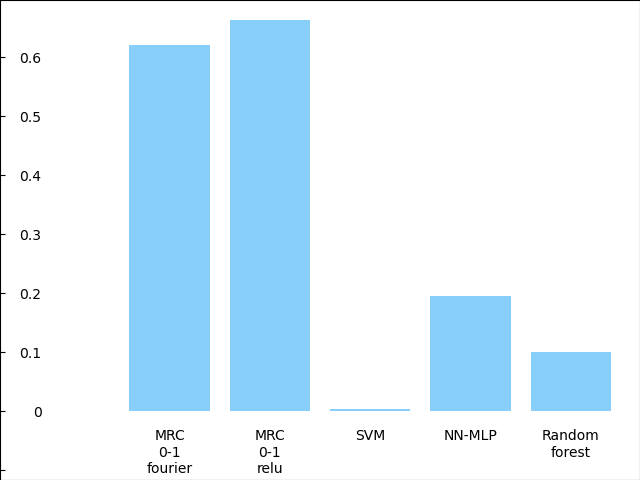 0.6
0.5
0.4
0.3
0.2
0.1
0
MRC
0-1
fourier
MRC
0-1
relu
SVM
NN-MLP
Random
forest